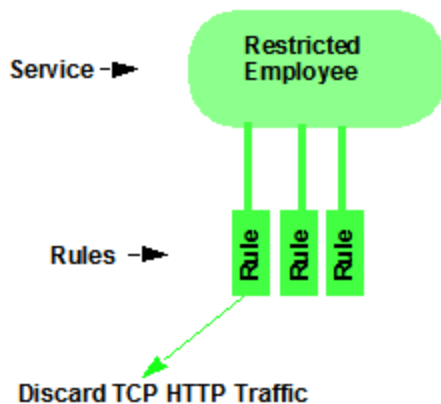 Restricted
Employee
Service
Rules
Rule
Rule
Rule
Discard TCP HTTP Traffic